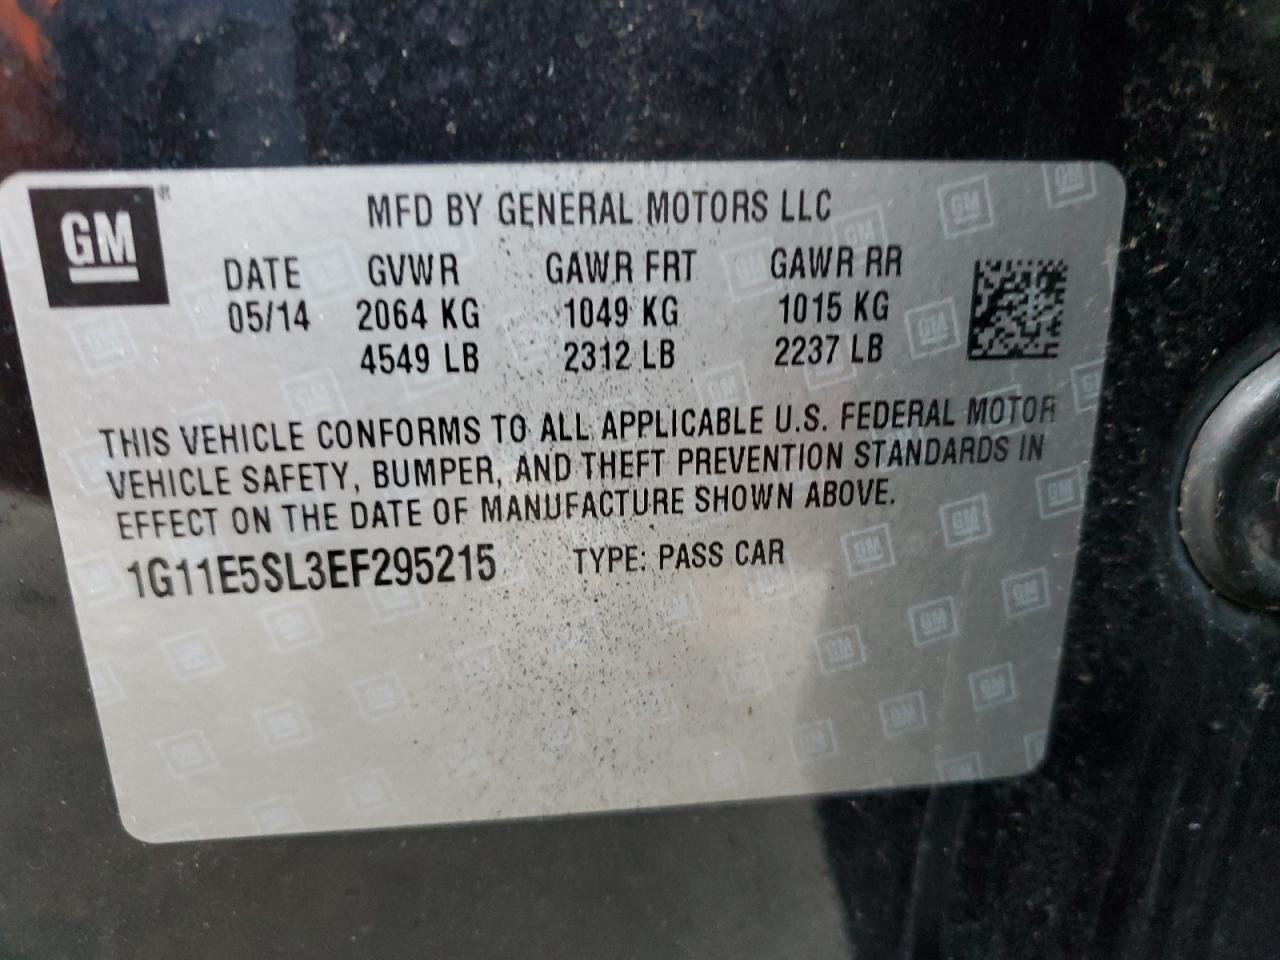 GM®
MFD BY GENERAL MOTORS LLC
DATE GVWR GAWR FRT GAWR RR
05/14 2064 KG 1049 KG 1015 KG
4549 LB 2312 LB 2237 LB
THIS VEHICLE CONFORMS TO ALL APPLICABLE U.S. FEDERAL MOTOR
VEHICLE SAFETY, BUMPER, AND THEFT PREVENTION STANDARDS IN
EFFECT ON THE DATE OF MANUFACTURE SHOWN ABOVE.
1G11E5SL3EF295215 TYPE: PASS CAR